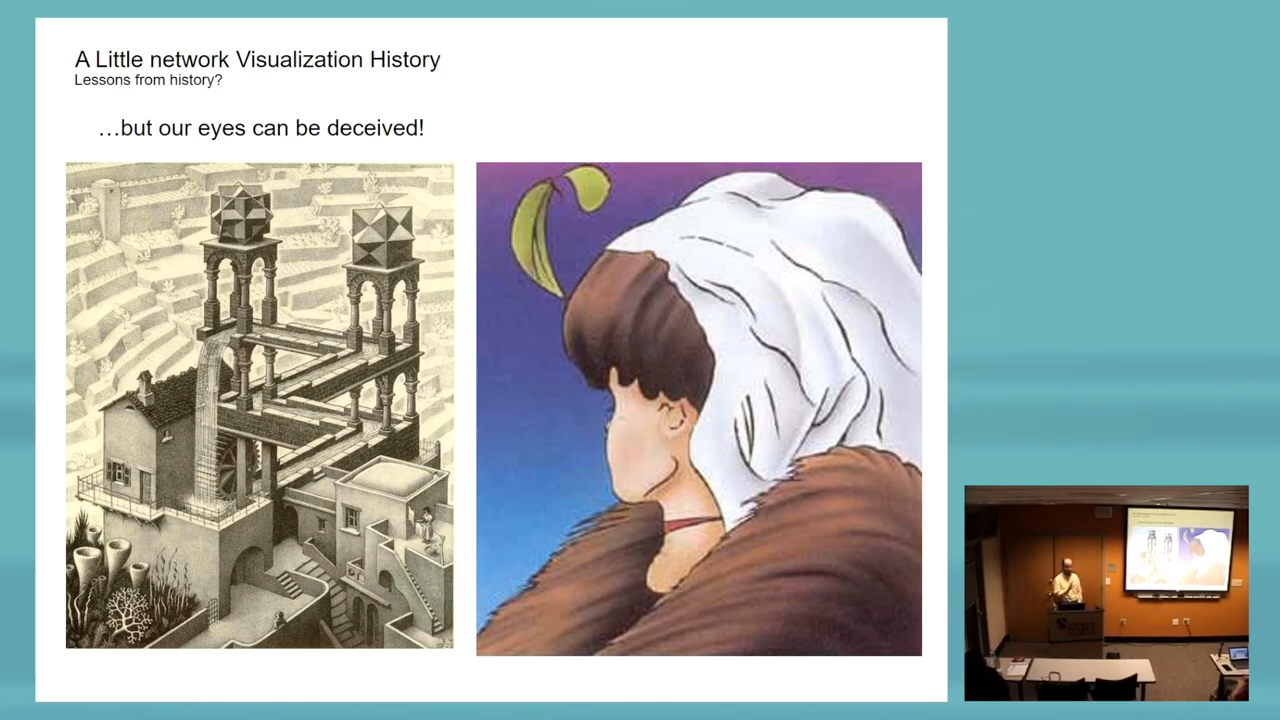 A Little network Visualization History
Lessons from history?
…but our eyes can be deceived!